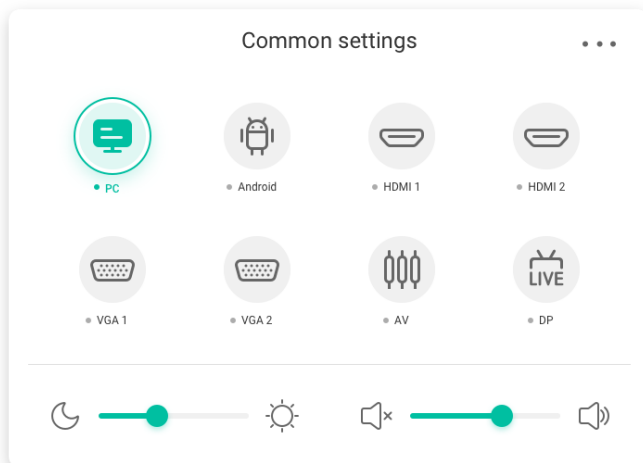 Common settings
PC
Android
HDMI 1
HDMI 2
LIVE
VGA 1
VGA 2
AV
DP